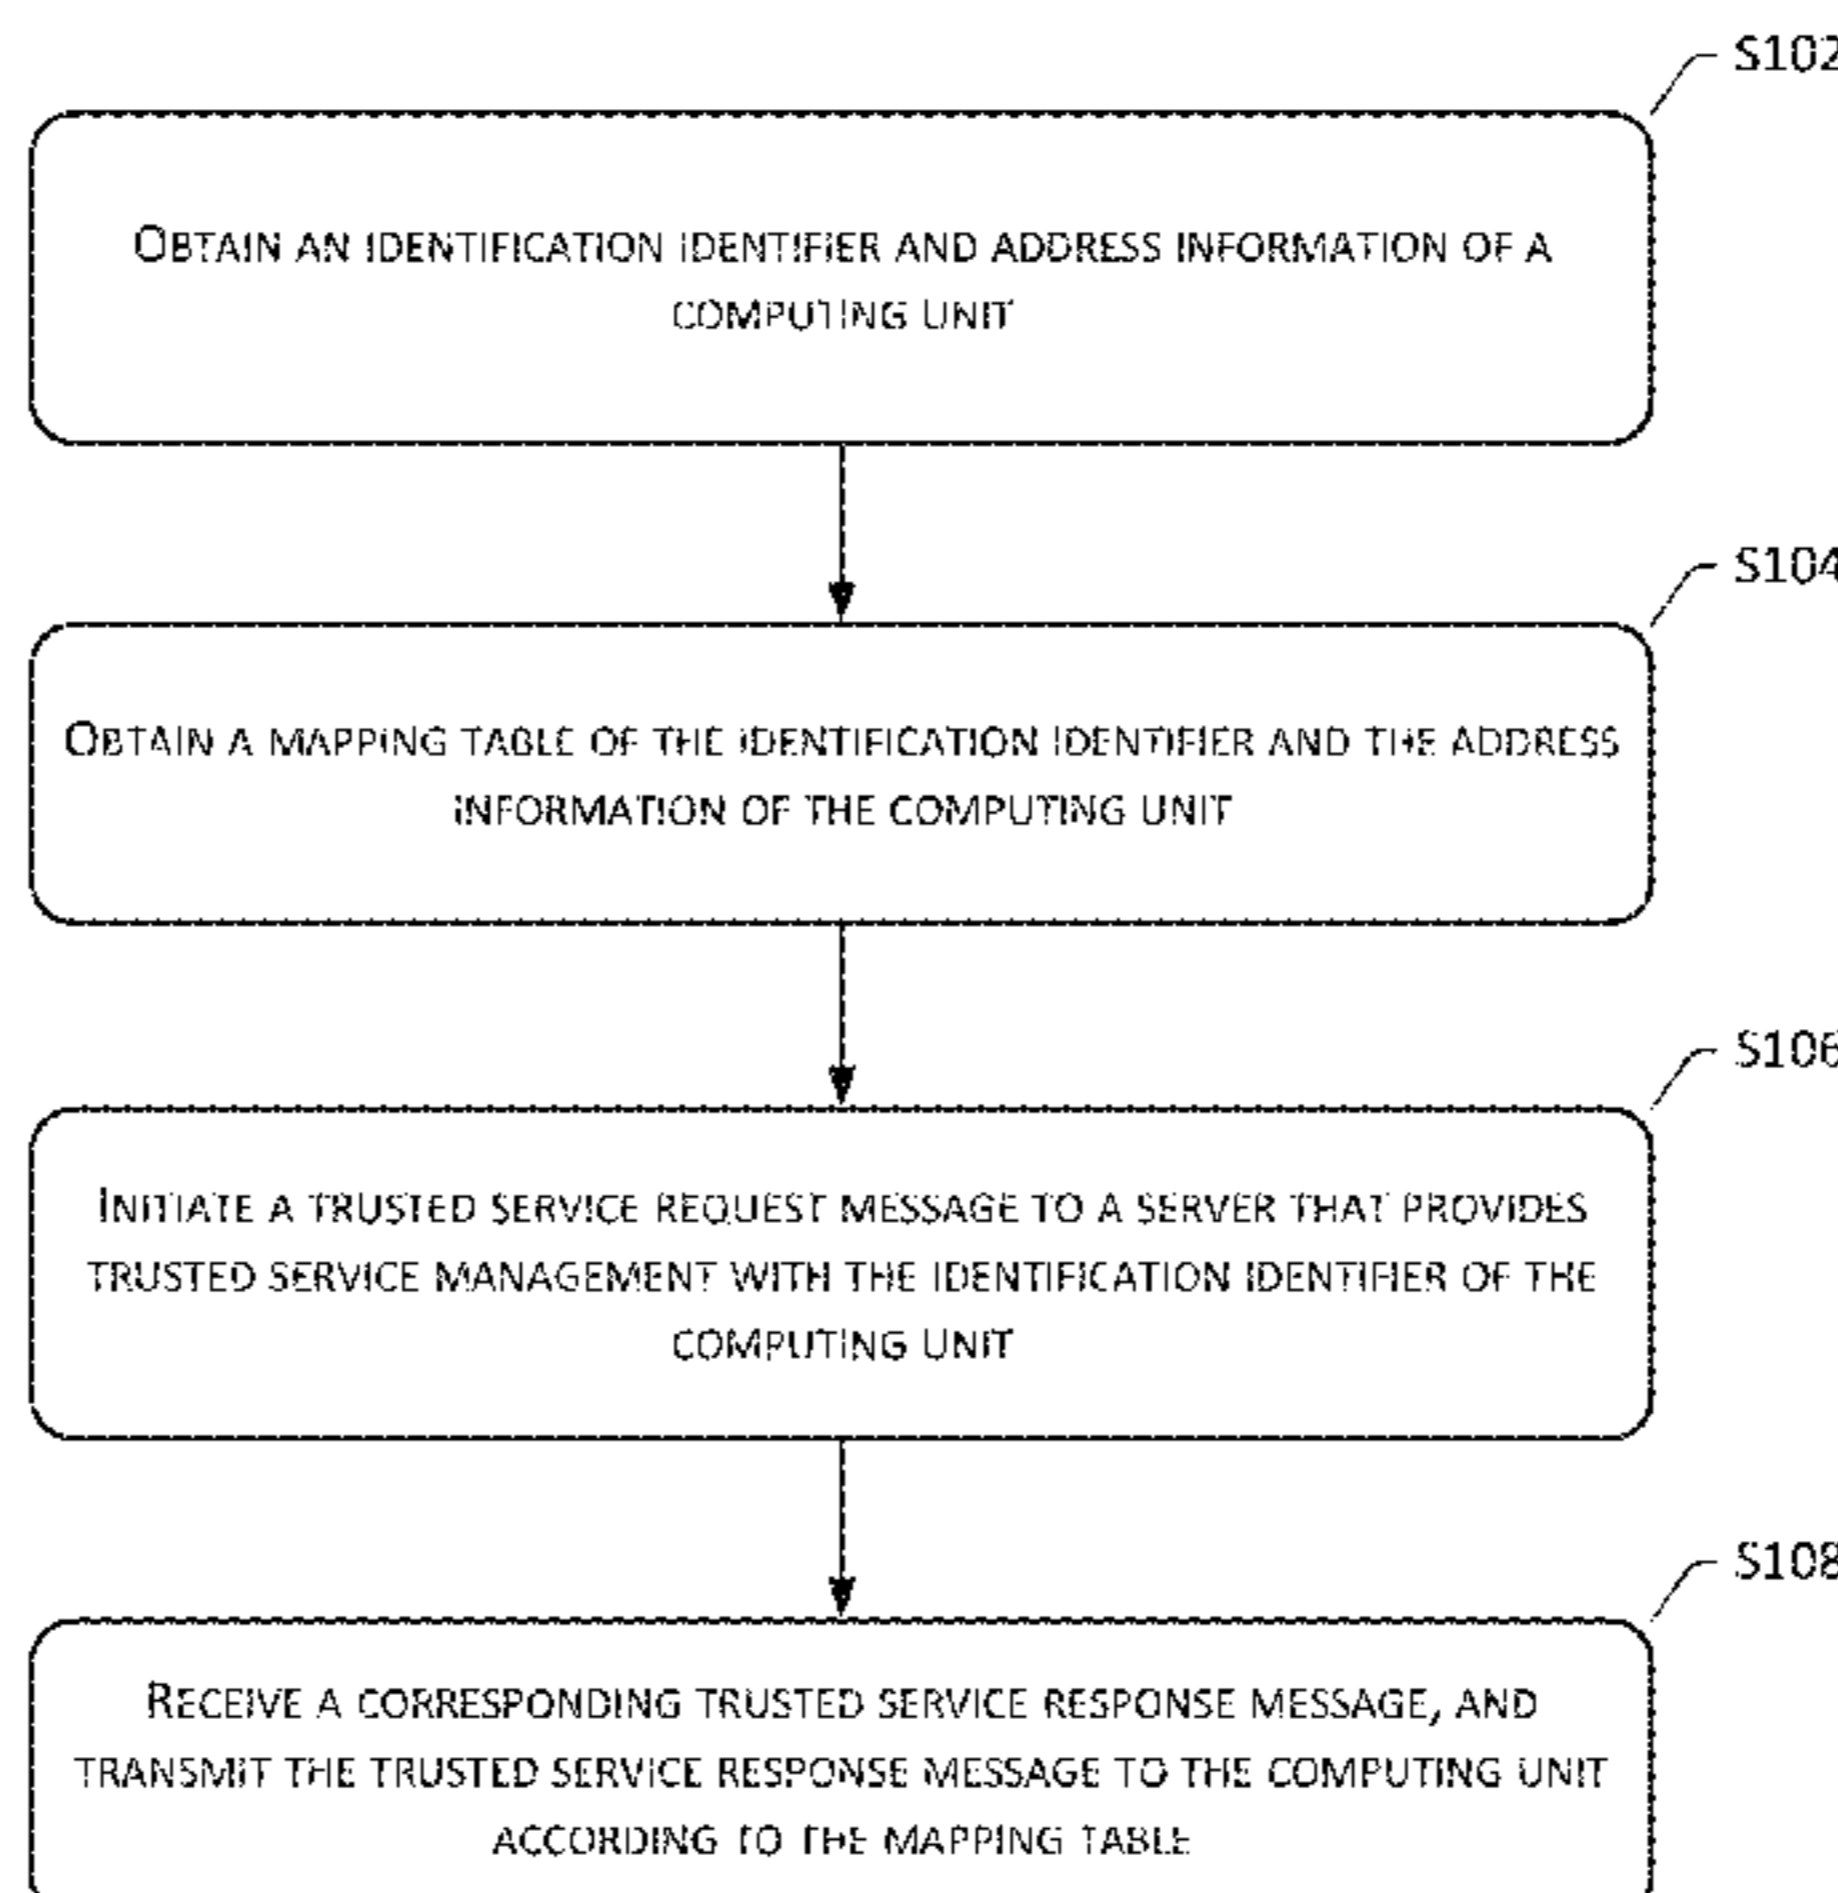 S102
OBTAIN AN IDENTIFICATION IDENTIFIER AND ADDRESS INFORMATION OF A
COMPUTING UNIT
S104
OBTAIN A MAPPING TABLE OF THE IDENTIFICATION IDENTIFIER AND THE ADDRESS
INFORMATION OF THE COMPUTING UNIT
S106
INITIATE A TRUSTED SERVICE REQUEST MESSAGE TO A SERVER THAT PROVIDES
TRUSTED SERVICE MANAGEMENT WITH THE IDENTIFICATION IDENTIFIER OF THE
COMPUTING UNIT
S108
RECEIVE A CORRESPONDING TRUSTED SERVICE RESPONSE MESSAGE, AND
TRANSMIT THE TRUSTED SERVICE RESPONSE MESSAGE TO THE COMPUTING UNIT
ACCORDING TO THE MAPPING TABLE